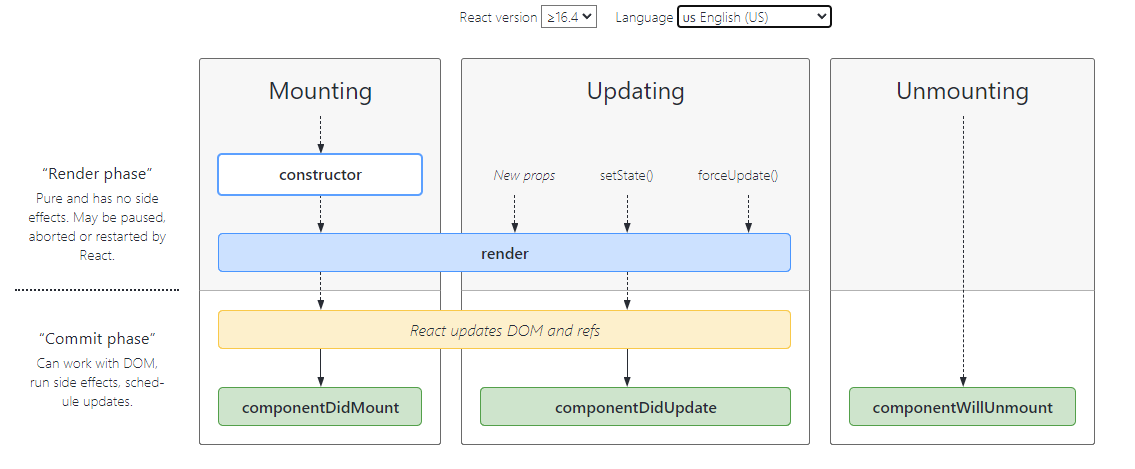 React version ≥16.4 Language us English (US)
Mounting Updating Unmounting
“Render phase”
Pure and has no side
effects. May be paused,
aborted or restarted by
React.
constructor
New props setState() forceUpdate()
render
“Commit phase”
Can work with DOM,
run side effects, sched-
ule updates.
React updates DOM and refs
componentDidMount componentDidUpdate componentWillUnmount